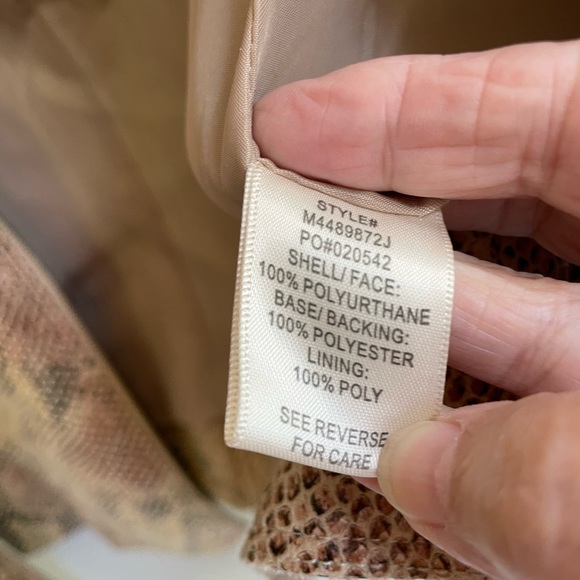 STYLE#
M4489872J
PO#020542
SHELL/ FACE:
100% POLYURTHANE
BASE/ BACKING:
100% POLYESTER
LINING:
100% POLY
SEE REVERSE
FOR CARE